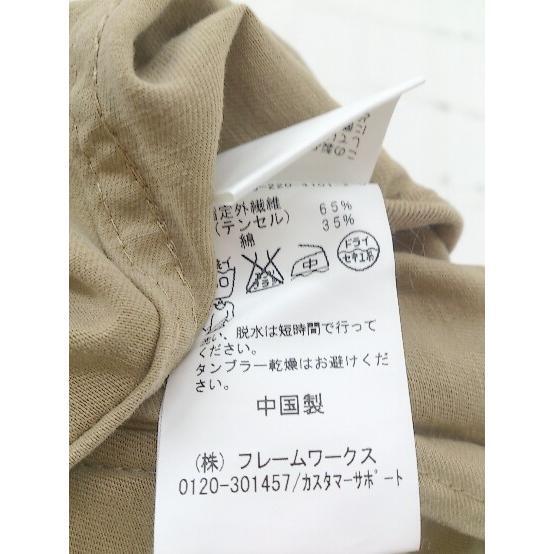 指定外繊維 65%
(テンセル) 35%
綿
中
ドライ
セキユ系
い、脱水は短時間で行って
ください。
タンブラー乾燥はお避けくだ
さい。
中国製
(株) フレームワークス
0120-301457/カスタマーサポート